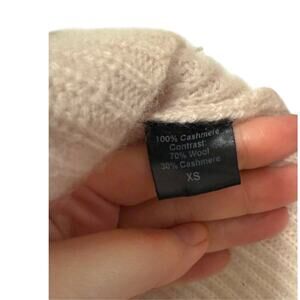 100% Cashmere
Contrast:
70% Wool
30% Cashmere
XS